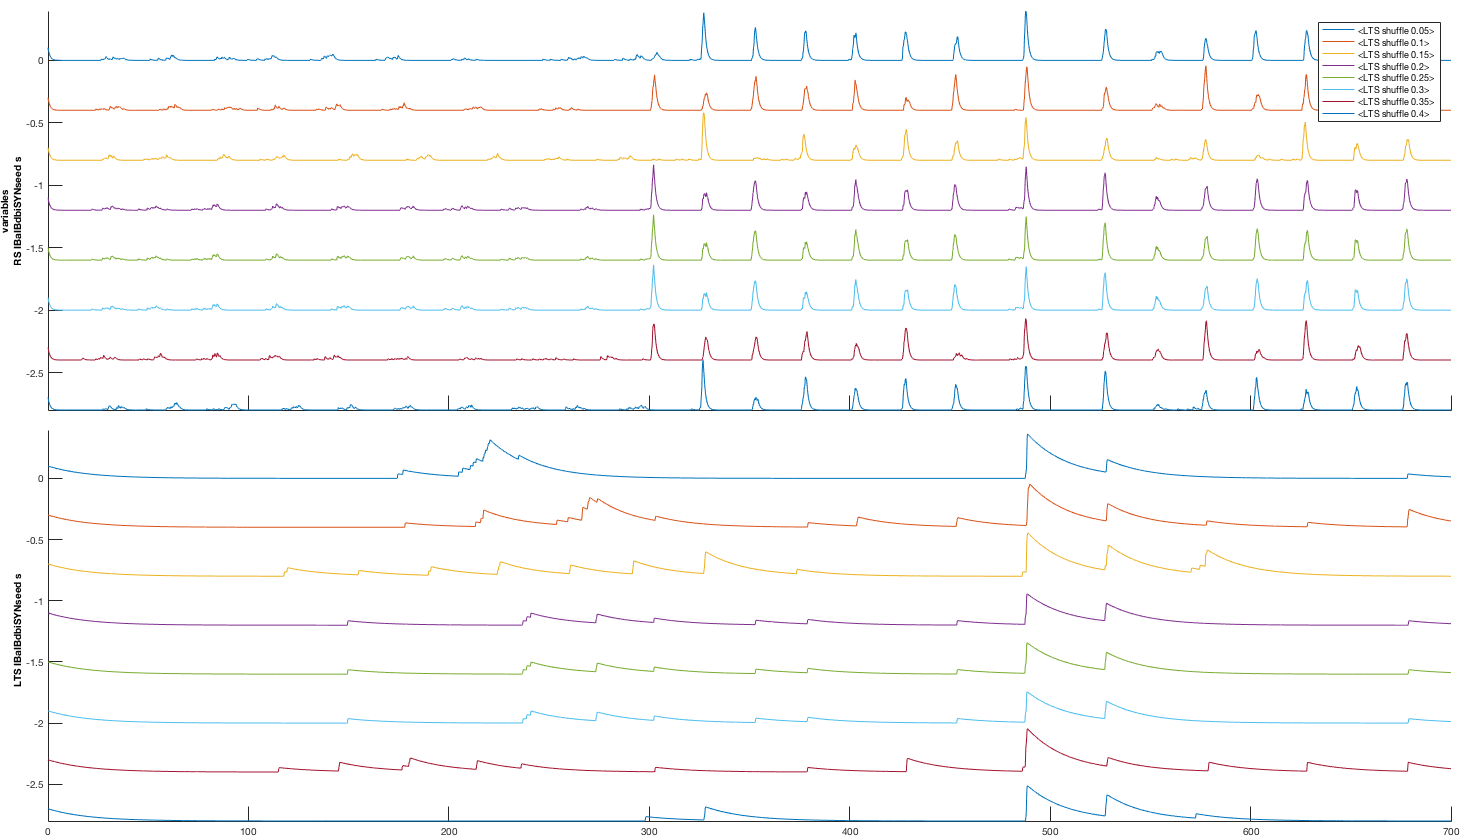 variables
RS IBaIBdbiSYNseed s
0
-0.5
-1
-1.5
-2
-2.5
<LTS shuffle 0.05>
<LTS shuffle 0.1>
<LTS shuffle 0.15>
<LTS shuffle 0.2>
<LTS shuffle 0.25>
<LTS shuffle 0.3>
<LTS shuffle 0.35>
<LTS shuffle 0.4>
LTS IBaIBdbiSYNseed s
0
-0.5
-1
-1.5
-2
-2.5
0 100 200 300 400 500 600 700